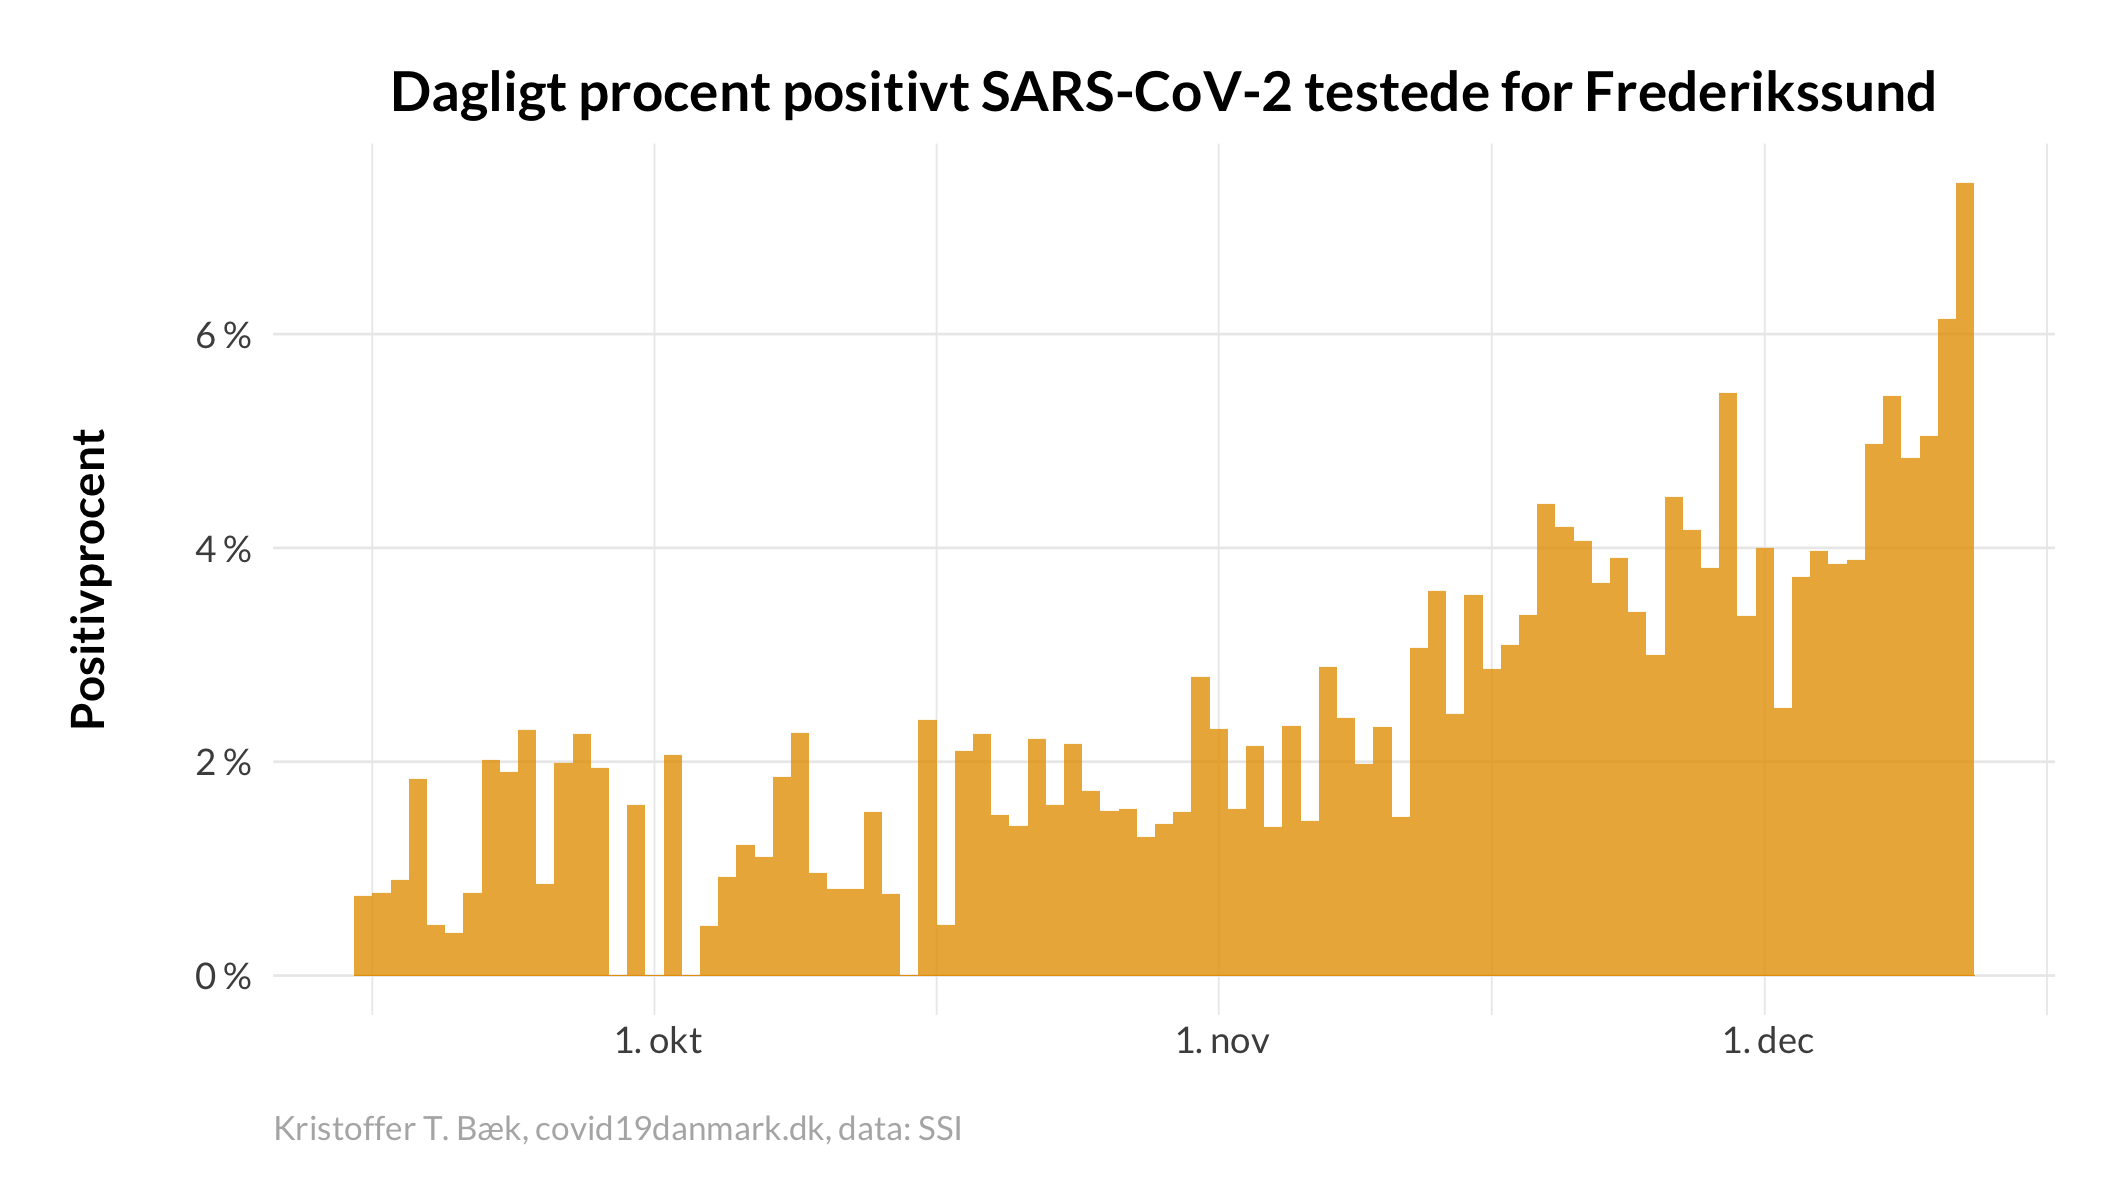 Dagligt procent positivt SARS-CoV-2 testede for Frederikssund
Positivprocent
6 %
4 %
2 %
0 %
1. okt
1. nov
1. dec
Kristoffer T. Bæk, covid19danmark.dk, data: SSI